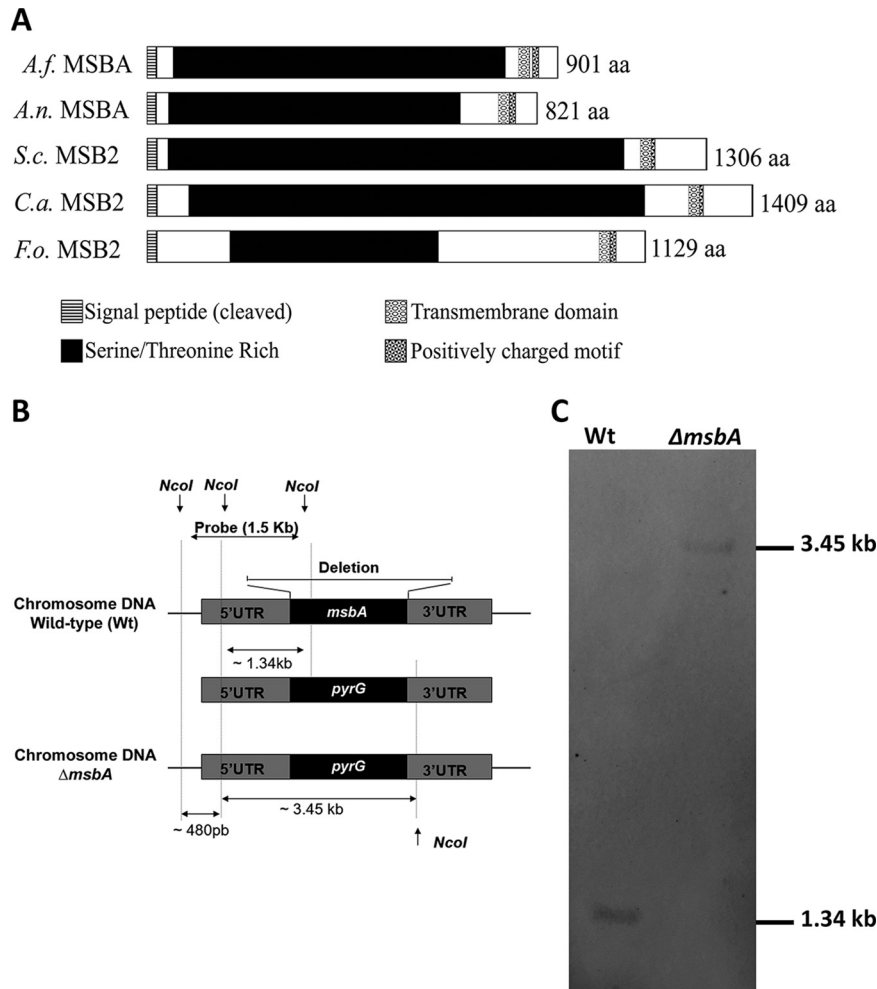 A
A.f. MSBA
901 aa
A.n. MSBA
821 aa
S.c. MSB2
1306 aa
C.a. MSB2
1409 aa
F.o. MSB2
1129 aa
Signal peptide (cleaved)
Transmembrane domain
Serine/Threonine Rich
Positively charged motif
B
NcoI
NcoI
NcoI
Probe (1.5 Kb)
Deletion
Chromosome DNA
Wild-type (Wt)
5'UTR
msbA
3'UTR
~ 1.34kb
5'UTR
pyrG
3'UTR
Chromosome DNA
ΔmsbA
5'UTR
pyrG
3'UTR
~ 3.45 kb
~ 480pb
NcoI
C
Wt
ΔmsbA
3.45 kb
1.34 kb